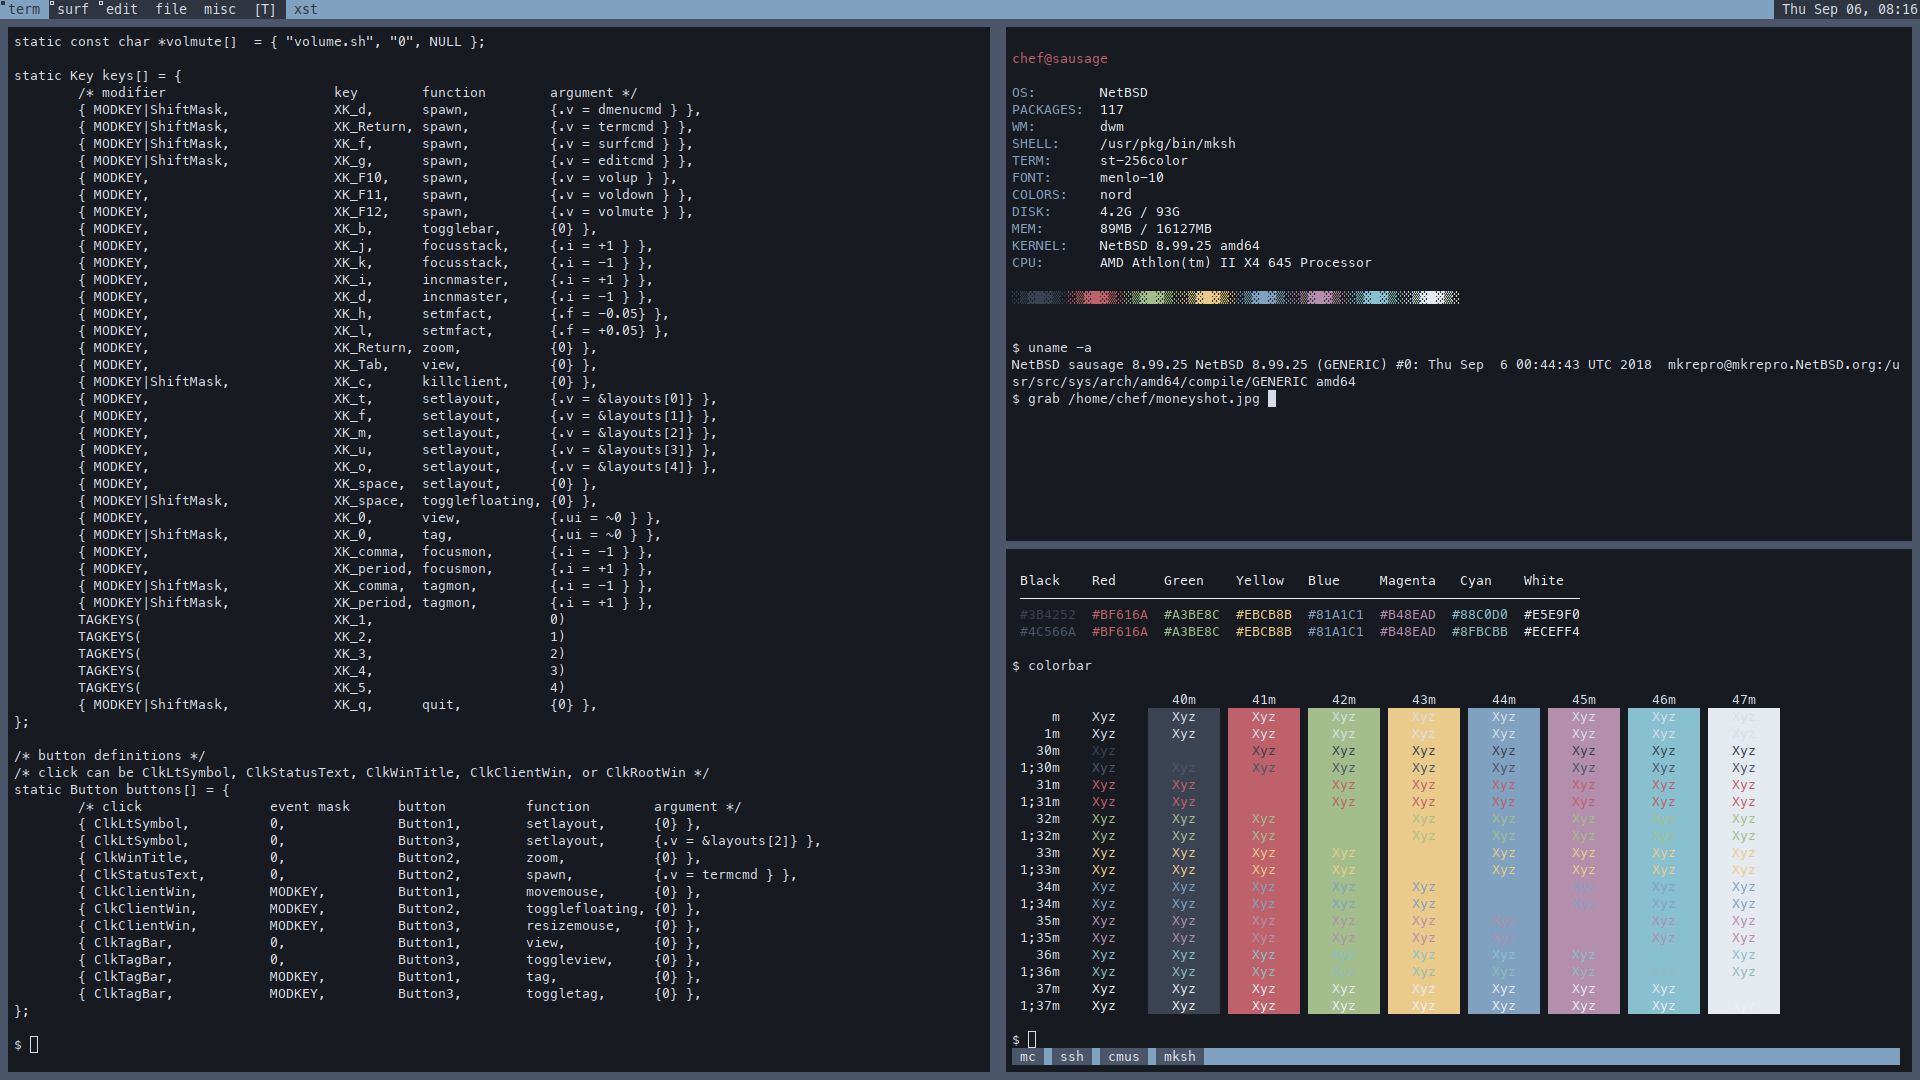 term surf edit file misc [T] xst Thu Sep 06, 08:16
static const char *volmute[]  = { "volume.sh", "0", NULL };
static Key keys[] = {
/* modifier key function argument */
{ MODKEY|ShiftMask, XK_d, spawn, {.v = dmenucmd } },
{ MODKEY|ShiftMask, XK_Return, spawn, {.v = termcmd } },
{ MODKEY|ShiftMask, XK_f, spawn, {.v = surfcmd } },
{ MODKEY|ShiftMask, XK_g, spawn, {.v = editcmd } },
{ MODKEY, XK_F10, spawn, {.v = volup } },
{ MODKEY, XK_F11, spawn, {.v = voldown } },
{ MODKEY, XK_F12, spawn, {.v = volmute } },
{ MODKEY, XK_b, togglebar, {0} },
{ MODKEY, XK_j, focusstack, {.i = +1 } },
{ MODKEY, XK_k, focusstack, {.i = -1 } },
{ MODKEY, XK_i, incnmaster, {.i = +1 } },
{ MODKEY, XK_d, incnmaster, {.i = -1 } },
{ MODKEY, XK_h, setmfact, {.f = -0.05} },
{ MODKEY, XK_l, setmfact, {.f = +0.05} },
{ MODKEY, XK_Return, zoom, {0} },
{ MODKEY, XK_Tab, view, {0} },
{ MODKEY|ShiftMask, XK_c, killclient, {0} },
{ MODKEY, XK_t, setlayout, {.v = &layouts[0]} },
{ MODKEY, XK_f, setlayout, {.v = &layouts[1]} },
{ MODKEY, XK_m, setlayout, {.v = &layouts[2]} },
{ MODKEY, XK_u, setlayout, {.v = &layouts[3]} },
{ MODKEY, XK_o, setlayout, {.v = &layouts[4]} },
{ MODKEY, XK_space, setlayout, {0} },
{ MODKEY|ShiftMask, XK_space, togglefloating, {0} },
{ MODKEY, XK_0, view, {.ui = ~0 } },
{ MODKEY|ShiftMask, XK_0, tag, {.ui = ~0 } },
{ MODKEY, XK_comma, focusmon, {.i = -1 } },
{ MODKEY, XK_period, focusmon, {.i = +1 } },
{ MODKEY|ShiftMask, XK_comma, tagmon, {.i = -1 } },
{ MODKEY|ShiftMask, XK_period, tagmon, {.i = +1 } },
TAGKEYS( XK_1, 0)
TAGKEYS( XK_2, 1)
TAGKEYS( XK_3, 2)
TAGKEYS( XK_4, 3)
TAGKEYS( XK_5, 4)
{ MODKEY|ShiftMask, XK_q, quit, {0} },
};
/* button definitions */
/* click can be ClkLtSymbol, ClkStatusText, ClkWinTitle, ClkClientWin, or ClkRootWin */
static Button buttons[] = {
/* click event mask button function argument */
{ ClkLtSymbol, 0, Button1, setlayout, {0} },
{ ClkLtSymbol, 0, Button3, setlayout, {.v = &layouts[2]} },
{ ClkWinTitle, 0, Button2, zoom, {0} },
{ ClkStatusText, 0, Button2, spawn, {.v = termcmd } },
{ ClkClientWin, MODKEY, Button1, movemouse, {0} },
{ ClkClientWin, MODKEY, Button2, togglefloating, {0} },
{ ClkClientWin, MODKEY, Button3, resizemouse, {0} },
{ ClkTagBar, 0, Button1, view, {0} },
{ ClkTagBar, 0, Button3, toggleview, {0} },
{ ClkTagBar, MODKEY, Button1, tag, {0} },
{ ClkTagBar, MODKEY, Button3, toggletag, {0} },
};
$
chef@sausage
OS: NetBSD
PACKAGES: 117
WM: dwm
SHELL: /usr/pkg/bin/mksh
TERM: st-256color
FONT: menlo-10
COLORS: nord
DISK: 4.2G / 93G
MEM: 89MB / 16127MB
KERNEL: NetBSD 8.99.25 amd64
CPU: AMD Athlon(tm) II X4 645 Processor
$ uname -a
NetBSD sausage 8.99.25 NetBSD 8.99.25 (GENERIC) #0: Thu Sep  6 00:44:43 UTC 2018  mkrepro@mkrepro.NetBSD.org:/u
sr/src/sys/arch/amd64/compile/GENERIC amd64
$ grab /home/chef/moneyshot.jpg
Black Red Green Yellow Blue Magenta Cyan White
#3B4252 #BF616A #A3BE8C #EBCB8B #81A1C1 #B48EAD #88C0D0 #E5E9F0
#4C566A #BF616A #A3BE8C #EBCB8B #81A1C1 #B48EAD #8FBCBB #ECEFF4
$ colorbar
40m 41m 42m 43m 44m 45m 46m 47m
m Xyz Xyz Xyz Xyz Xyz Xyz Xyz Xyz Xyz
1m Xyz Xyz Xyz Xyz Xyz Xyz Xyz Xyz Xyz
30m Xyz Xyz Xyz Xyz Xyz Xyz Xyz Xyz
1;30m Xyz Xyz Xyz Xyz Xyz Xyz Xyz Xyz Xyz
31m Xyz Xyz Xyz Xyz Xyz Xyz Xyz Xyz
1;31m Xyz Xyz Xyz Xyz Xyz Xyz Xyz Xyz
32m Xyz Xyz Xyz Xyz Xyz Xyz Xyz Xyz
1;32m Xyz Xyz Xyz Xyz Xyz Xyz Xyz Xyz
33m Xyz Xyz Xyz Xyz Xyz Xyz Xyz Xyz
1;33m Xyz Xyz Xyz Xyz Xyz Xyz Xyz Xyz
34m Xyz Xyz Xyz Xyz Xyz Xyz Xyz Xyz
1;34m Xyz Xyz Xyz Xyz Xyz Xyz Xyz Xyz
35m Xyz Xyz Xyz Xyz Xyz Xyz Xyz Xyz
1;35m Xyz Xyz Xyz Xyz Xyz Xyz Xyz Xyz
36m Xyz Xyz Xyz Xyz Xyz Xyz Xyz Xyz
1;36m Xyz Xyz Xyz Xyz Xyz Xyz Xyz Xyz
37m Xyz Xyz Xyz Xyz Xyz Xyz Xyz Xyz
1;37m Xyz Xyz Xyz Xyz Xyz Xyz Xyz Xyz
$
mc ssh cmus mksh